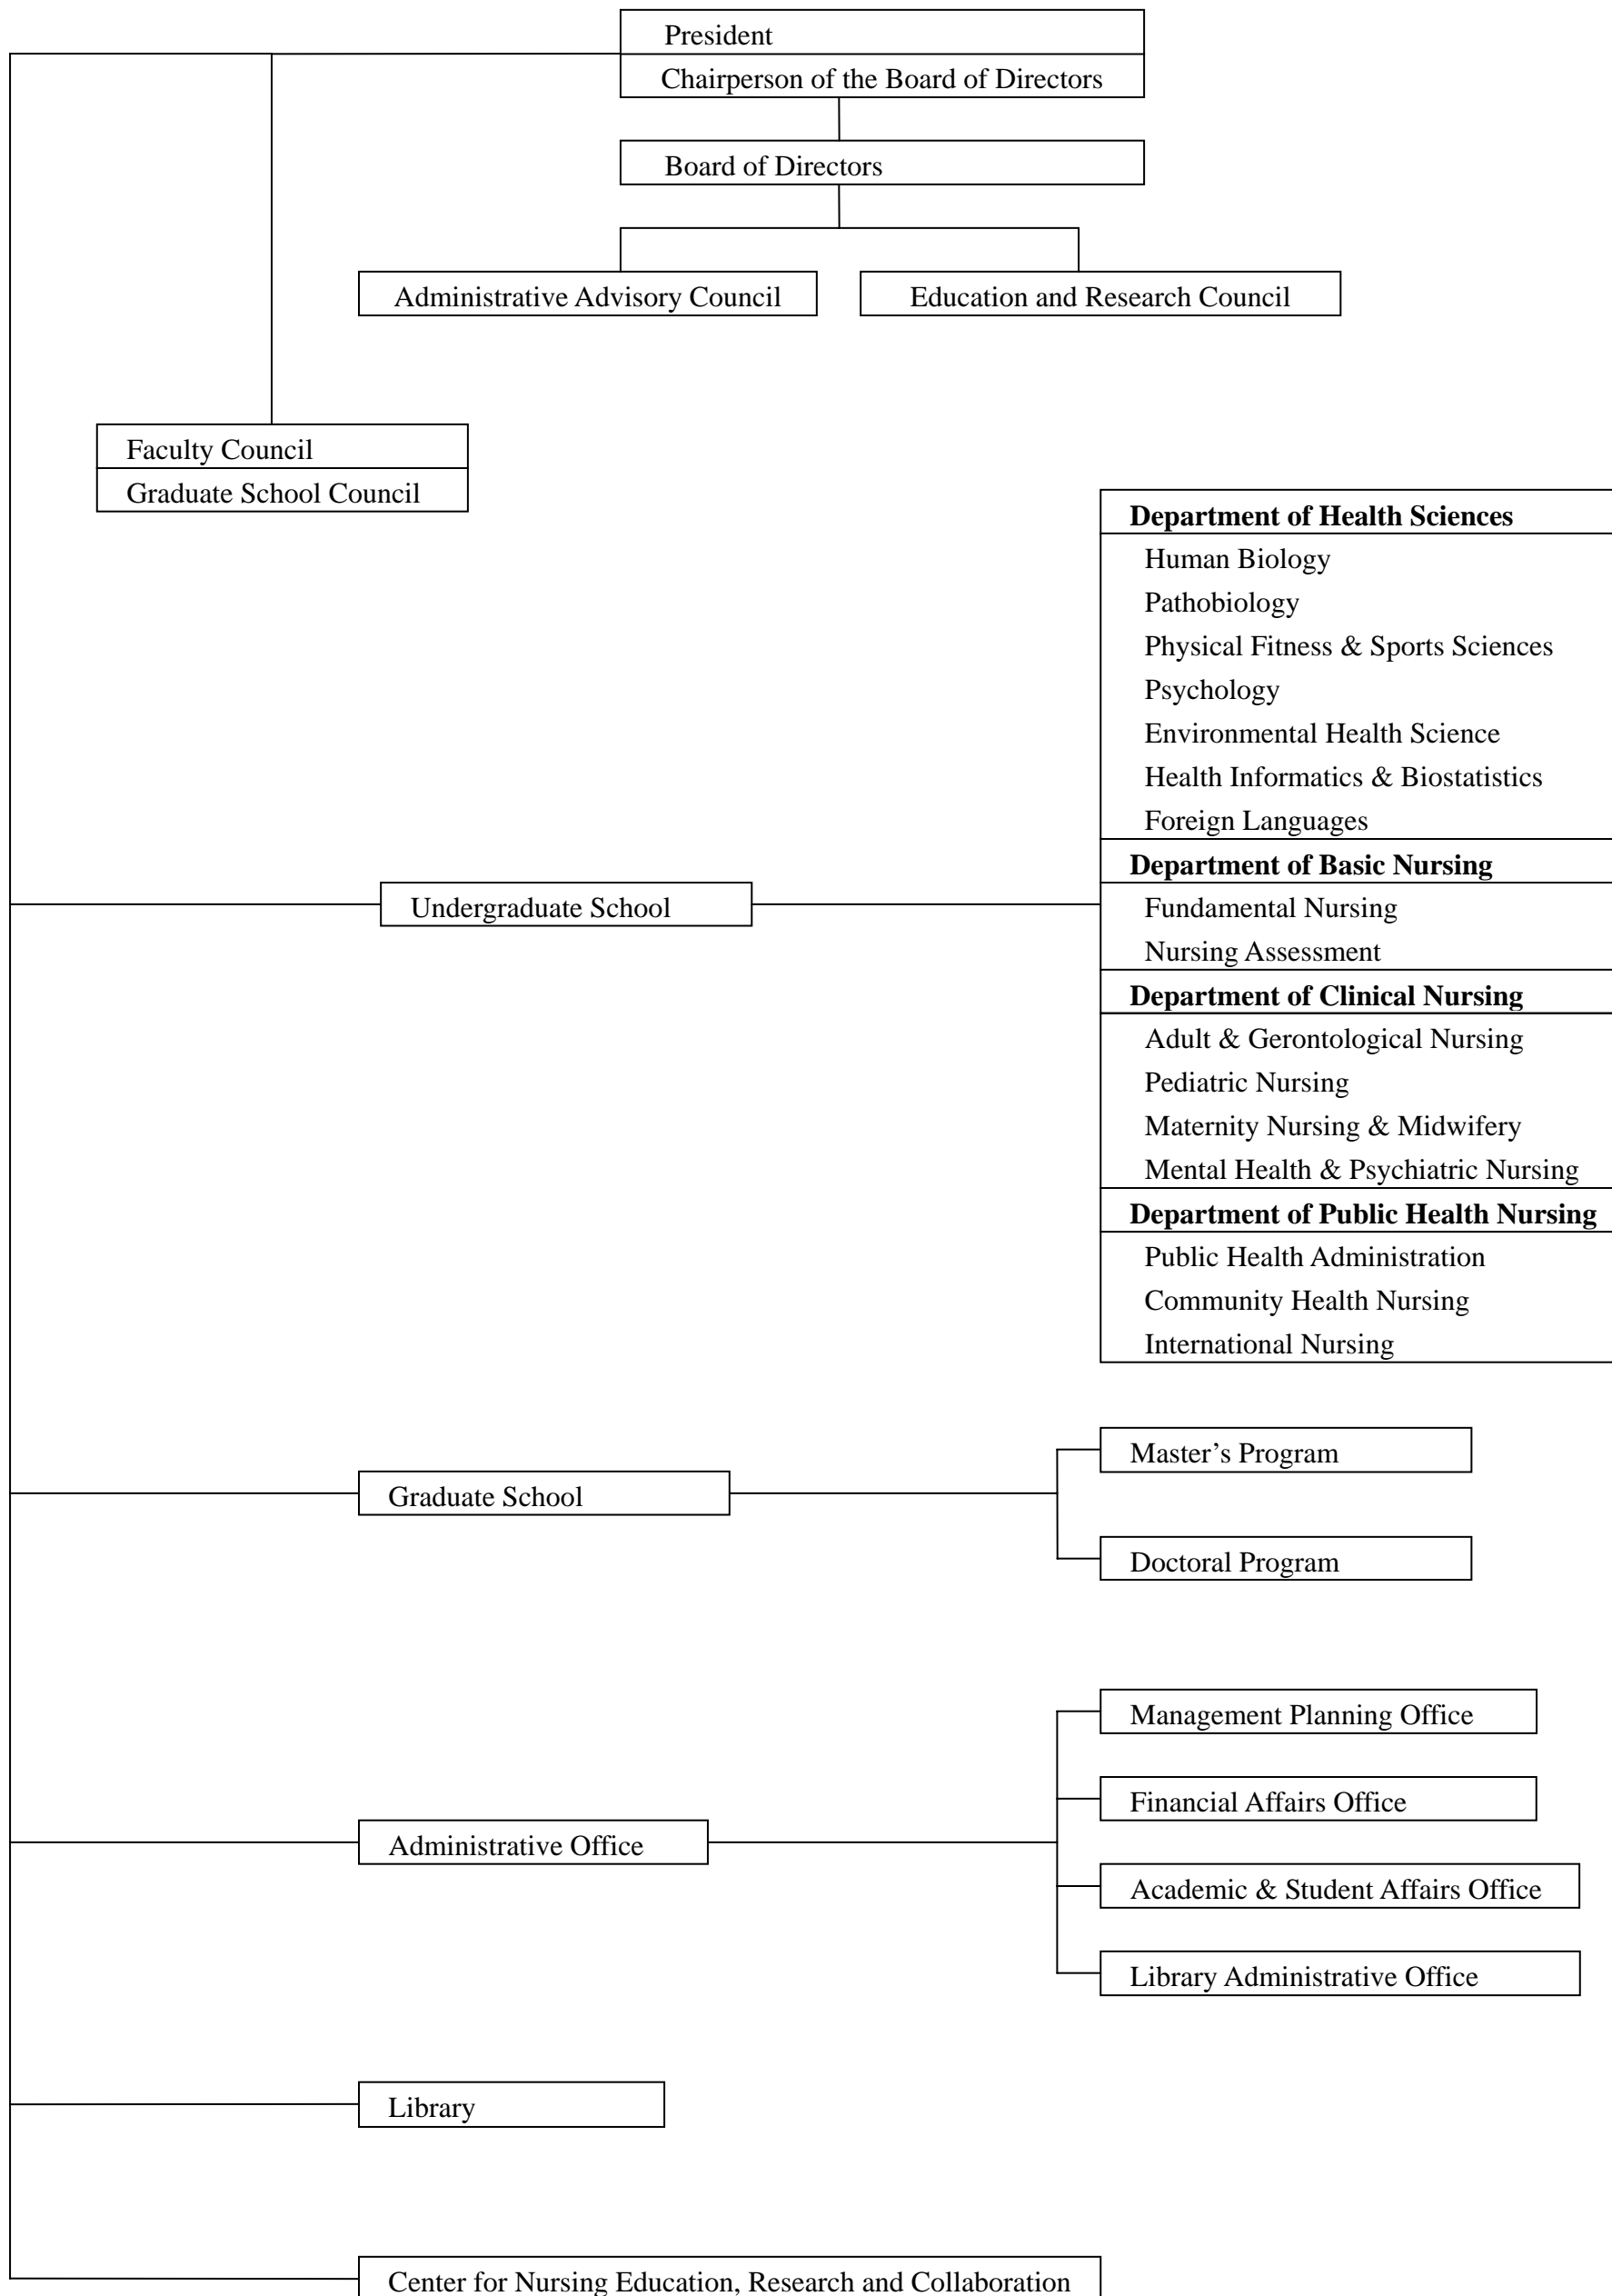 President
Chairperson of the Board of Directors
Board of Directors
Administrative Advisory Council
Education and Research Council
Faculty Council
Graduate School Council
Department of Health Sciences
Human Biology
Pathobiology
Physical Fitness & Sports Sciences
Psychology
Environmental Health Science
Health Informatics & Biostatistics
Foreign Languages
Department of Basic Nursing
Undergraduate School
Fundamental Nursing
Nursing Assessment
Department of Clinical Nursing
Adult & Gerontological Nursing
Pediatric Nursing
Maternity Nursing & Midwifery
Mental Health & Psychiatric Nursing
Department of Public Health Nursing
Public Health Administration
Community Health Nursing
International Nursing
Master’s Program
Graduate School
Doctoral Program
Management Planning Office
Financial Affairs Office
Administrative Office
Academic & Student Affairs Office
Library Administrative Office
Library
Center for Nursing Education, Research and Collaboration